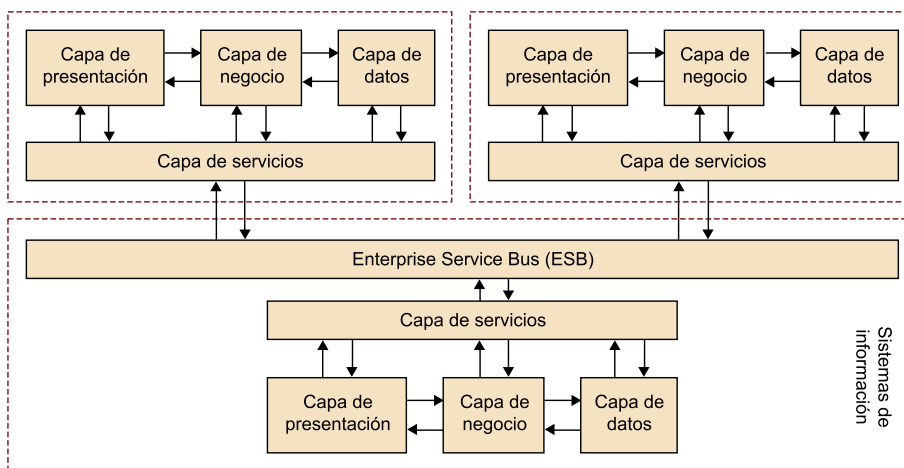 Capa de
presentación
Capa de
negocio
Capa de
datos
Capa de servicios
Capa de
presentación
Capa de
negocio
Capa de
datos
Capa de servicios
Enterprise Service Bus (ESB)
Capa de servicios
Capa de
presentación
Capa de
negocio
Capa de
datos
Sistemas de
información